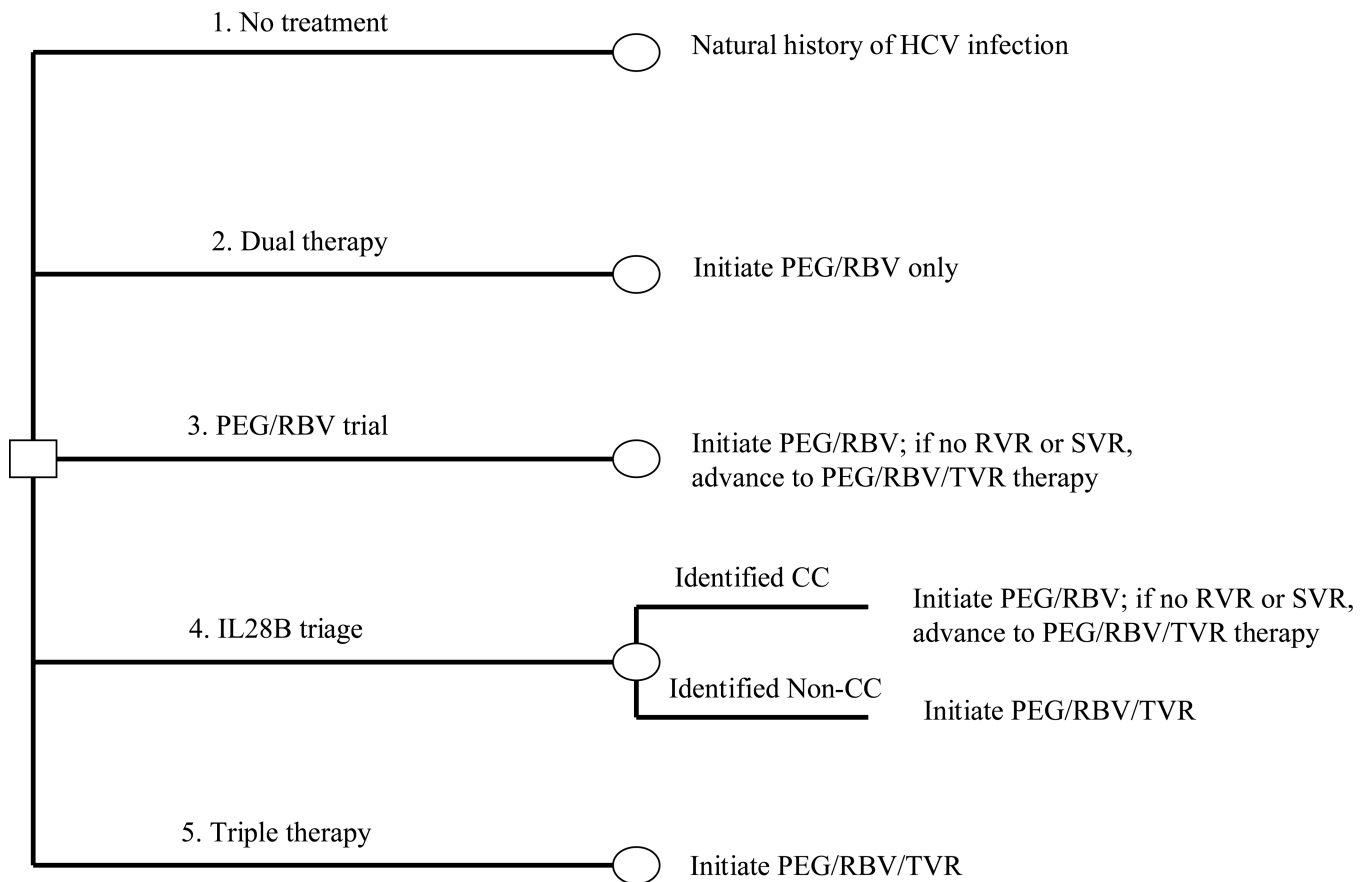 1. No treatment
Natural history of HCV infection
2. Dual therapy
Initiate PEG/RBV only
3. PEG/RBV trial
Initiate PEG/RBV; if no RVR or SVR,
advance to PEG/RBV/TVR therapy
4. IL28B triage
Identified CC
Initiate PEG/RBV; if no RVR or SVR,
advance to PEG/RBV/TVR therapy
Identified Non-CC
Initiate PEG/RBV/TVR
5. Triple therapy
Initiate PEG/RBV/TVR